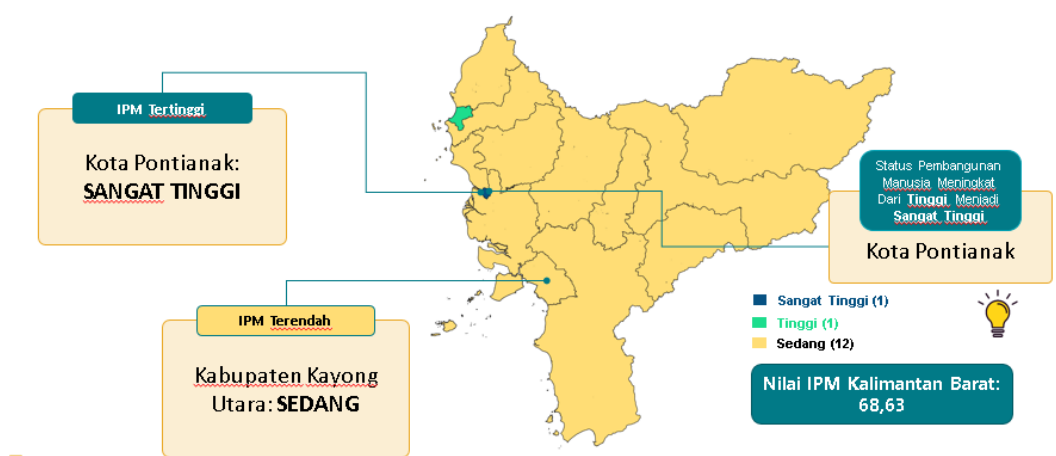 IPM Tertinggi
Kota Pontianak:
SANGAT TINGGI
IPM Terendah
Kabupaten Kayong
Utara: SEDANG
Status Pembangunan
Manusia Meningkat
Dari Tinggi Menjadi
Sangat Tinggi
Kota Pontianak
Sangat Tinggi (1)
Tinggi (1)
Sedang (12)
Nilai IPM Kalimantan Barat:
68,63